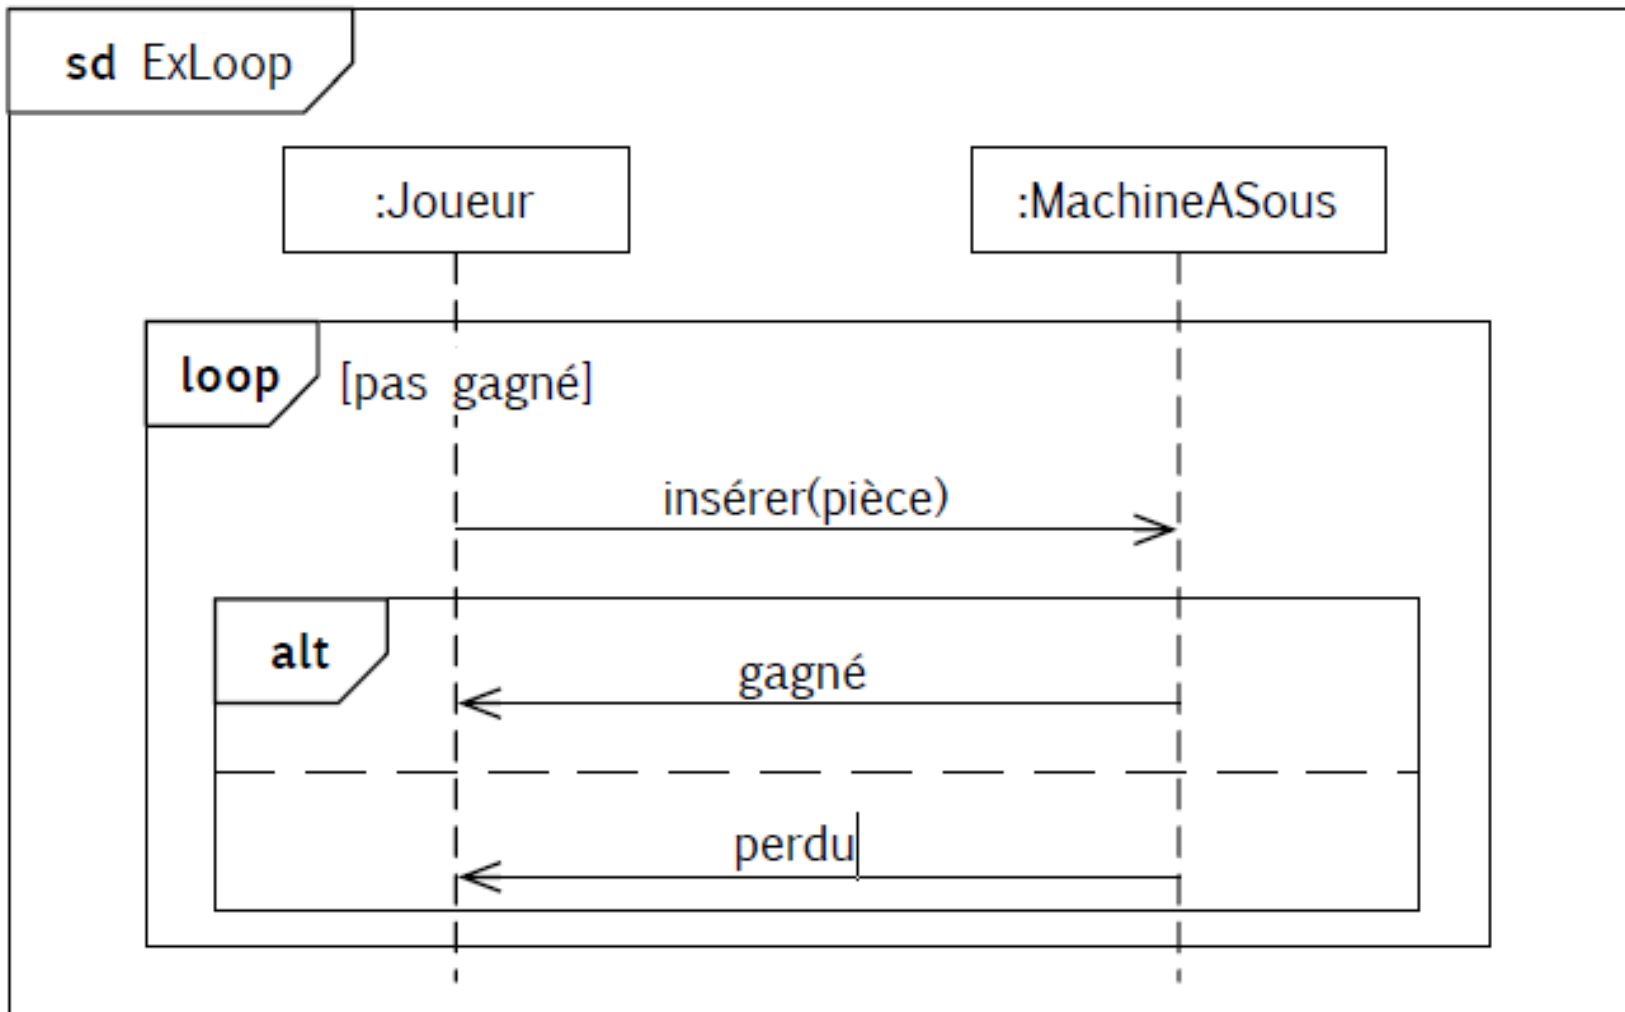 sd ExLoop
:Joueur
:MachineASous
loop [pas gagné]
insérer(pièce)
alt
gagné
perdu